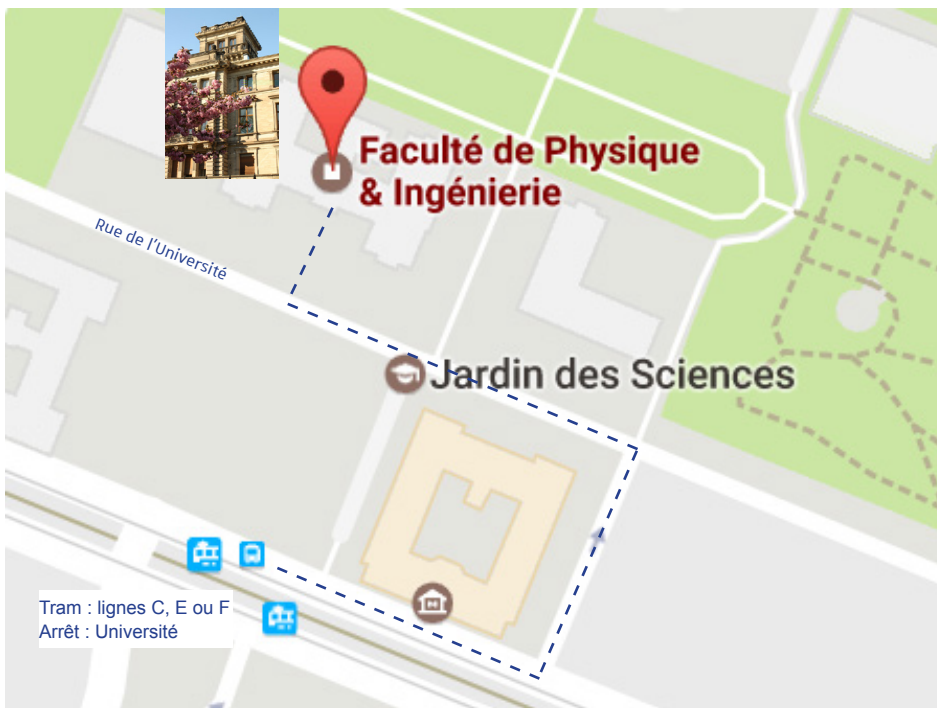 Faculté de Physique
& Ingénierie
Rue de l'Université
Jardin des Sciences
Tram : lignes C, E ou F
Arrêt : Université